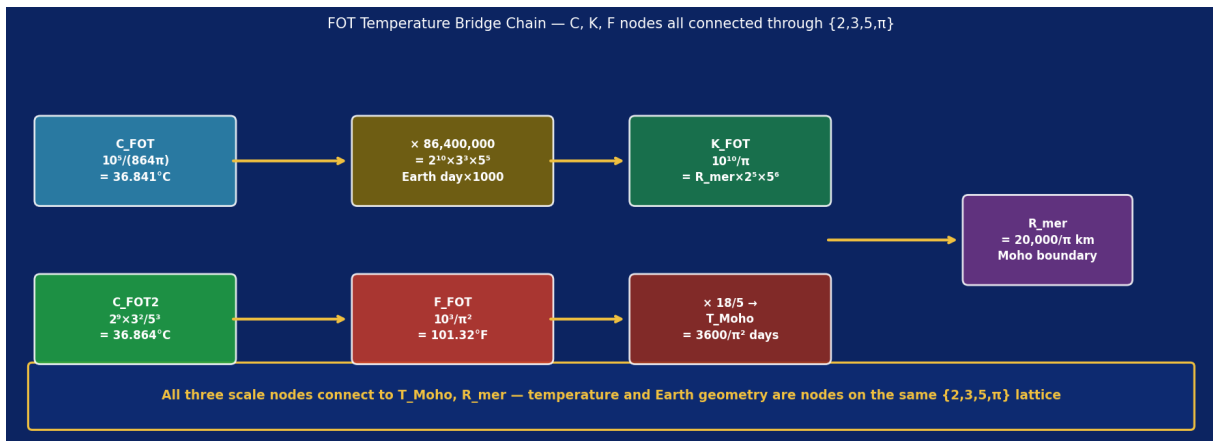 FOT Temperature Bridge Chain — C, K, F nodes all connected through {2,3,5,π}
C_FOT
10⁵/(864π)
= 36.841°C
× 86,400,000
= 2¹⁰×3³×5⁵
Earth day×1000
K_FOT
10¹⁰/π
= R_mer×2⁵×5⁶
R_mer
= 20,000/π km
Moho boundary
C_FOT2
2⁹×3²/5³
= 36.864°C
F_FOT
10³/π²
= 101.32°F
× 18/5 →
T_Moho
= 3600/π² days
All three scale nodes connect to T_Moho, R_mer — temperature and Earth geometry are nodes on the same {2,3,5,π} lattice